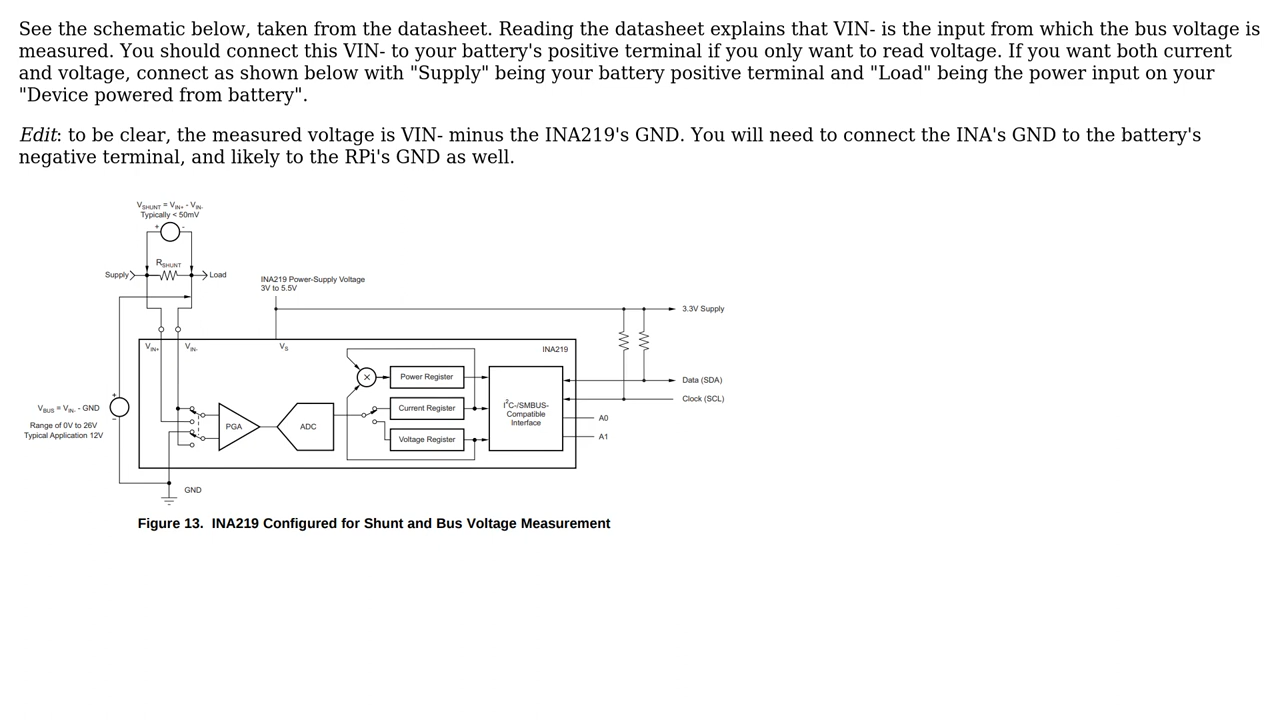 See the schematic below, taken from the datasheet. Reading the datasheet explains that VIN- is the input from which the bus voltage is
measured. You should connect this VIN- to your battery's positive terminal if you only want to read voltage. If you want both current
and voltage, connect as shown below with "Supply" being your battery positive terminal and "Load" being the power input on your
"Device powered from battery".
Edit: to be clear, the measured voltage is VIN- minus the INA219's GND. You will need to connect the INA's GND to the battery's
negative terminal, and likely to the RPi's GND as well.
VSHUNT = VIN+ - VIN-
Typically < 50mV
+ -
RSHUNT
Supply
Load
INA219 Power-Supply Voltage
3V to 5.5V
3.3V Supply
VIN+
VIN-
VS
INA219
×
Power Register
Data (SDA)
Clock (SCL)
+
VBUS = VIN- - GND
-
Range of 0V to 26V
Typical Application 12V
PGA
ADC
Current Register
Voltage Register
I2C-/SMBUS-
Compatible
Interface
A0
A1
GND
Figure 13. INA219 Configured for Shunt and Bus Voltage Measurement